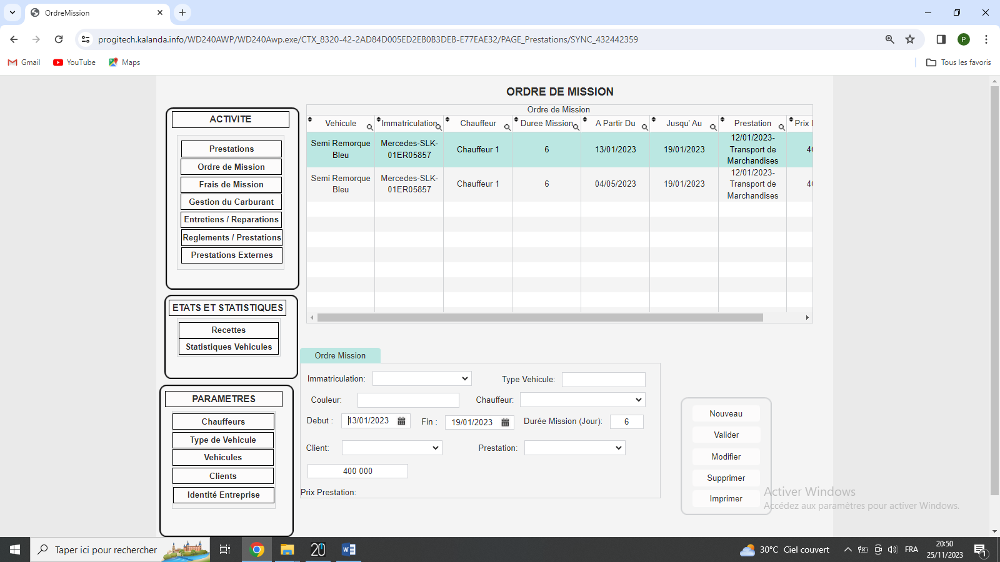 OrdreMission
progitech.kalanda.info/WD240AWP/WD240Awp.exe/CTX_8320-42-2AD84D005ED2EB0B3DEB-E77EAE32/PAGE_Prestations/SYNC_432442359
P
Gmail YouTube Maps Tous les favoris
ORDRE DE MISSION
ACTIVITE
Prestations
Ordre de Mission
Frais de Mission
Gestion du Carburant
Entretiens / Reparations
Reglements / Prestations
Prestations Externes
ETATS ET STATISTIQUES
Recettes
Statistiques Vehicules
PARAMETRES
Chauffeurs
Type de Vehicule
Vehicules
Clients
Identité Entreprise
Ordre de Mission
Vehicule Immatriculation Chauffeur Duree Mission A Partir Du Jusqu' Au Prestation Prix
Semi Remorque Bleu Mercedes-SLK-01ER05857 Chauffeur 1 6 13/01/2023 19/01/2023 12/01/2023-Transport de Marchandises
Semi Remorque Bleu Mercedes-SLK-01ER05857 Chauffeur 1 6 04/05/2023 19/01/2023 12/01/2023-Transport de Marchandises
Ordre Mission
Immatriculation: Type Vehicule:
Couleur: Chauffeur:
Debut : 13/01/2023 Fin : 19/01/2023 Durée Mission (Jour): 6
Client: Prestation:
400 000
Prix Prestation:
Nouveau
Valider
Modifier
Supprimer
Imprimer
Activer Windows
Accédez aux paramètres pour activer Windows.
Taper ici pour rechercher
20
30°C Ciel couvert
FRA
20:50
25/11/2023
1